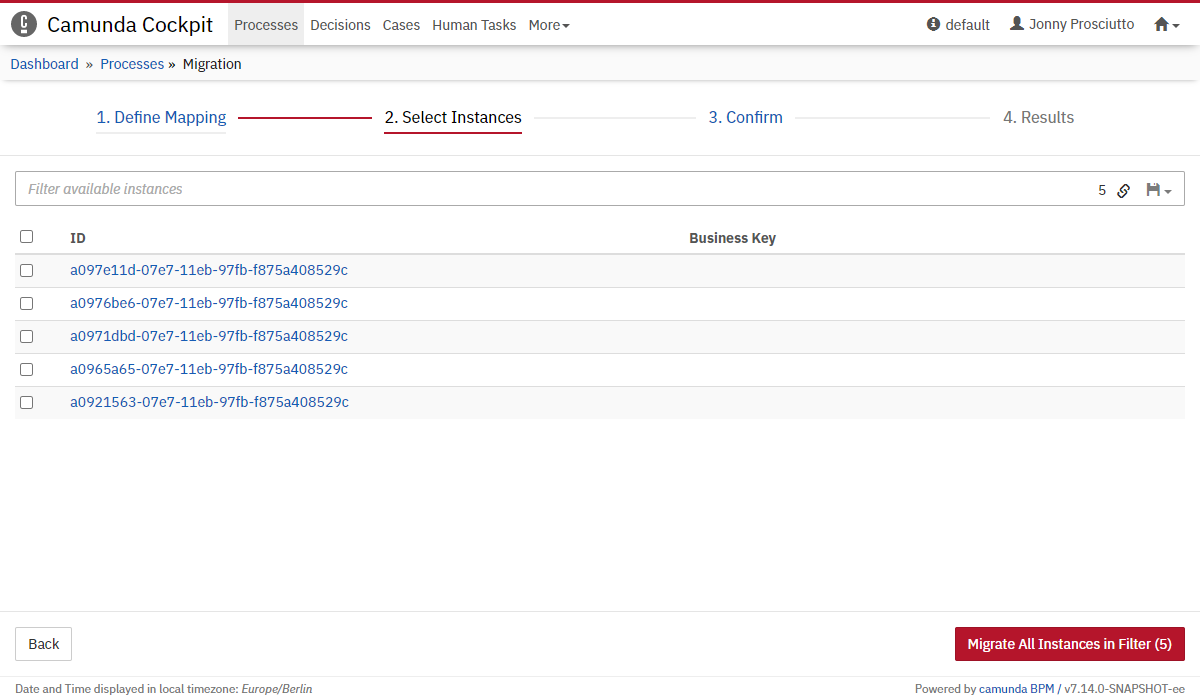 Camunda Cockpit Processes Decisions Cases Human Tasks More default Jonny Prosciutto
Dashboard » Processes » Migration
1. Define Mapping 2. Select Instances 3. Confirm 4. Results
Filter available instances 5
ID Business Key
a097e11d-07e7-11eb-97fb-f875a408529c
a0976be6-07e7-11eb-97fb-f875a408529c
a0971dbd-07e7-11eb-97fb-f875a408529c
a0965a65-07e7-11eb-97fb-f875a408529c
a0921563-07e7-11eb-97fb-f875a408529c
Back Migrate All Instances in Filter (5)
Date and Time displayed in local timezone: Europe/Berlin Powered by camunda BPM / v7.14.0-SNAPSHOT-ee